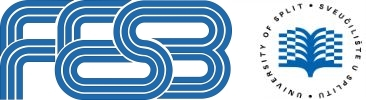 FESB
SVEUČILIŠTE U SPLITU • UNIVERSITY OF SPLIT •